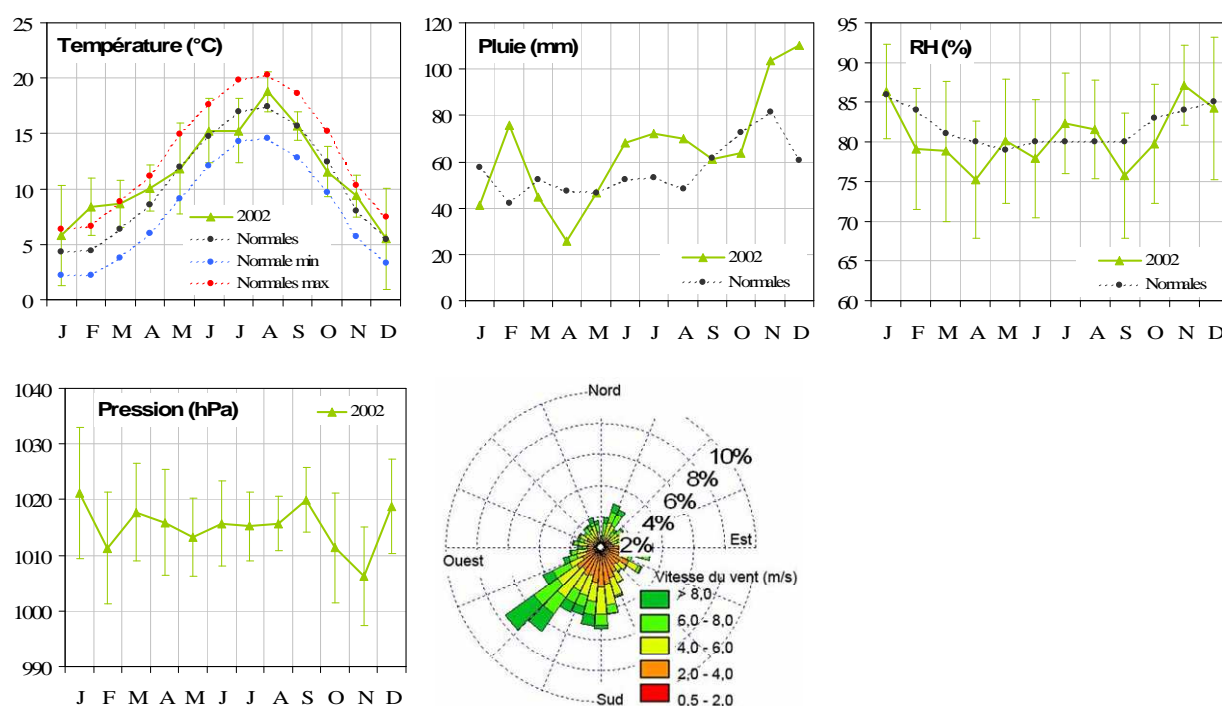 Température (°C)
25
20
15
10
5
0
2002
Normales
Normale min
Normales max
J F M A M J J A S O N D
Pluie (mm)
120
100
80
60
40
20
0
2002
Normales
J F M A M J J A S O N D
RH (%)
95
90
85
80
75
70
65
60
2002
Normales
J F M A M J J A S O N D
Pression (hPa)
2002
1040
1030
1020
1010
1000
990
J F M A M J J A S O N D
Nord
10%
8%
6%
4%
2%
Est
Ouest
Sud
Vitesse du vent (m/s)
> 8,0
6,0 - 8,0
4,0 - 6,0
2,0 - 4,0
0,5 - 2,0